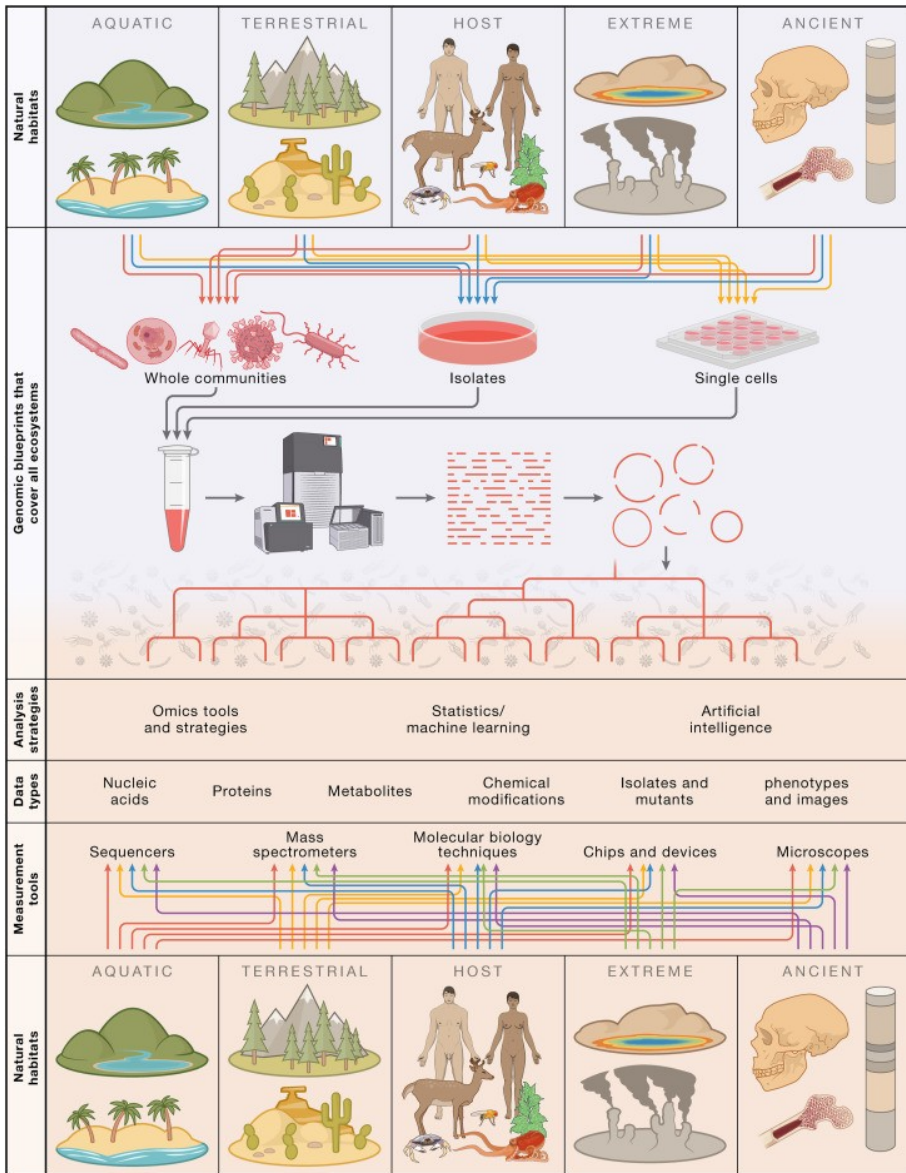 AQUATIC
TERRESTRIAL
HOST
EXTREME
ANCIENT
Natural
habitats
Genomic blueprints that
cover all ecosystems
Whole communities
Isolates
Single cells
Analysis
strategies
Omics tools
and strategies
Statistics/
machine learning
Artificial
intelligence
Data
types
Nucleic
acids
Proteins
Metabolites
Chemical
modifications
Isolates and
mutants
phenotypes
and images
Measurement
tools
Sequencers
Mass
spectrometers
Molecular biology
techniques
Chips and devices
Microscopes
AQUATIC
TERRESTRIAL
HOST
EXTREME
ANCIENT
Natural
habitats